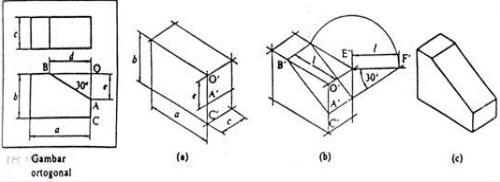 c
d
B O
30° e
b A
C
a
Gambar
ortogonal
b
O'
e
A'
C'
a c
(a)
E' l F'
B' l
30°
O'
A'
C'
(b)
(c)